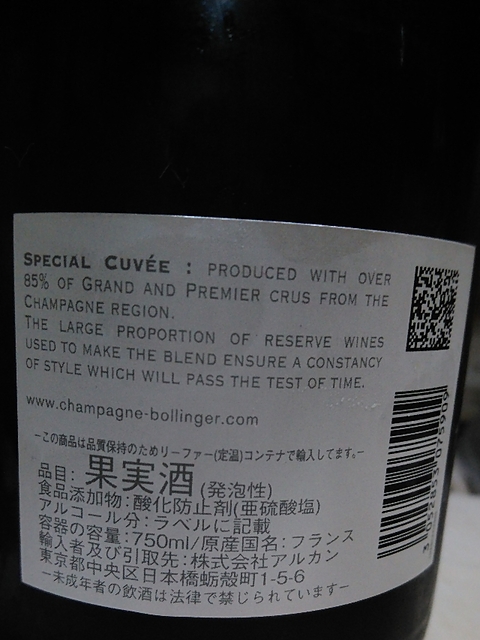 SPECIAL CUVÉE : PRODUCED WITH OVER
85% OF GRAND AND PREMIER CRUS FROM THE
CHAMPAGNE REGION.
THE LARGE PROPORTION OF RESERVE WINES
USED TO MAKE THE BLEND ENSURE A CONSTANCY
OF STYLE WHICH WILL PASS THE TEST OF TIME.
www.champagne-bollinger.com
－この商品は品質保持のためリーファー(定温)コンテナで輸入してます。－
品目: 果実酒 (発泡性)
食品添加物: 酸化防止剤(亜硫酸塩)
アルコール分: ラベルに記載
容器の容量: 750ml/原産国名: フランス
輸入者及び引取先: 株式会社アルカン
東京都中央区日本橋蛎殻町1-5-6
－未成年者の飲酒は法律で禁じられています－
3 052853 075909